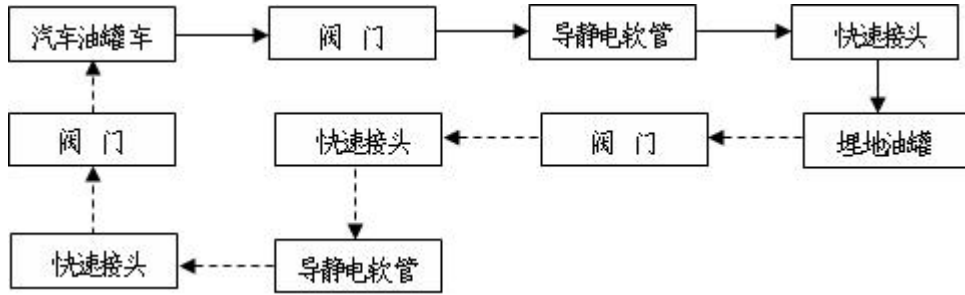 汽车油罐车
阀 门
导静电软管
快速接头
阀 门
快速接头
阀 门
埋地油罐
快速接头
导静电软管